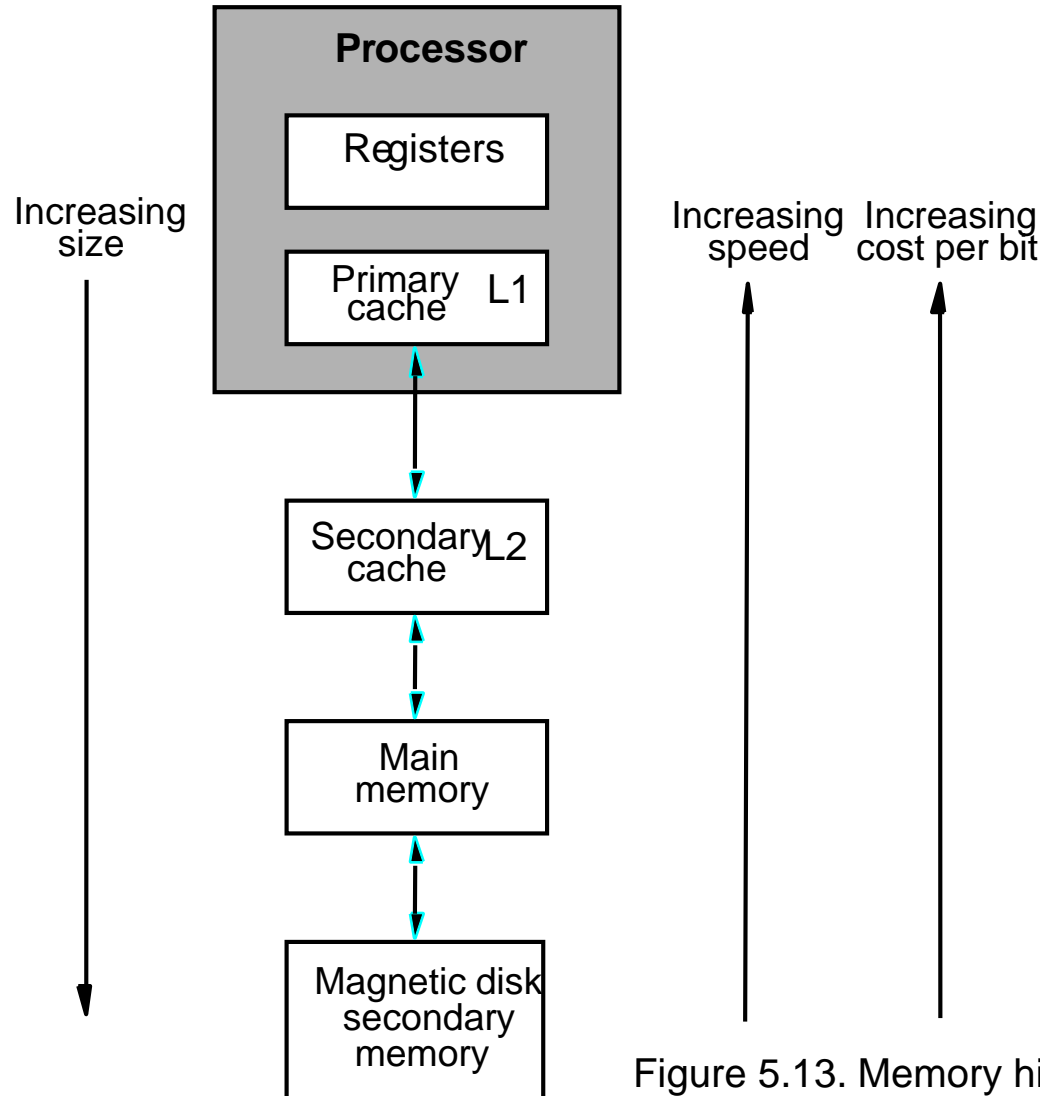 Processor
Registers
Increasing
size
Increasing
speed
Increasing
cost per bit
Primary
cache
L1
Secondary
cache
L2
Main
memory
Magnetic disk
secondary
memory
Figure 5.13. Memory hi